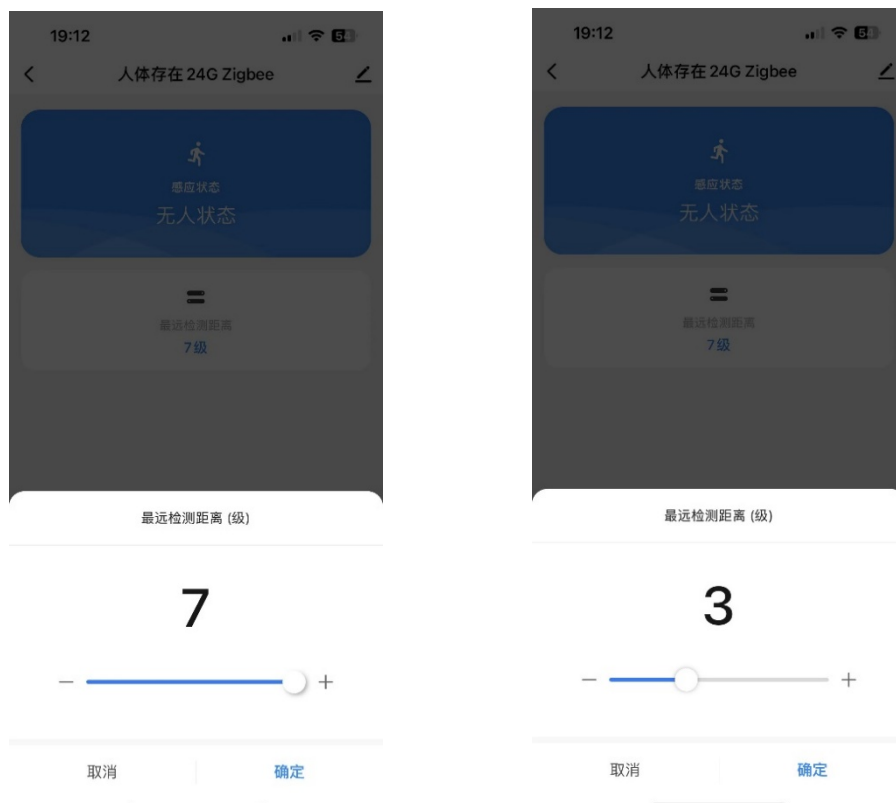 19:12
54
人体存在 24G Zigbee
感应状态
无人状态
最远检测距离
7级
最远检测距离 (级)
7
取消
确定
19:12
54
人体存在 24G Zigbee
感应状态
无人状态
最远检测距离
7级
最远检测距离 (级)
3
取消
确定